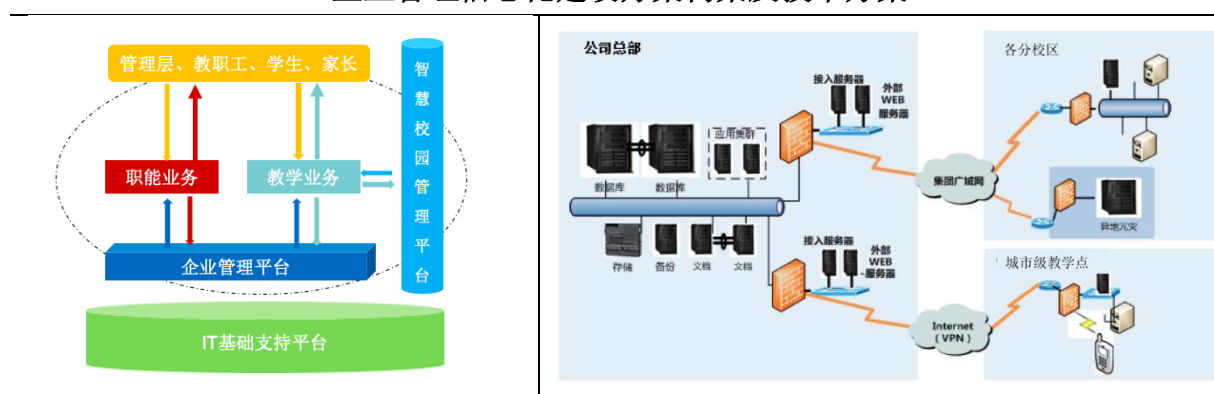 管理层、教职工、学生、家长
智慧校园管理平台
职能业务
教学业务
企业管理平台
IT基础支持平台
公司总部
接入服务器
外部
WEB
服务器
应用集群
数据库
数据库
存储
备份
文档
文档
接入服务器
外部
WEB
-服务器
集团广域网
Internet
（VPN）
各分校区
异地冗灾
城市级教学点